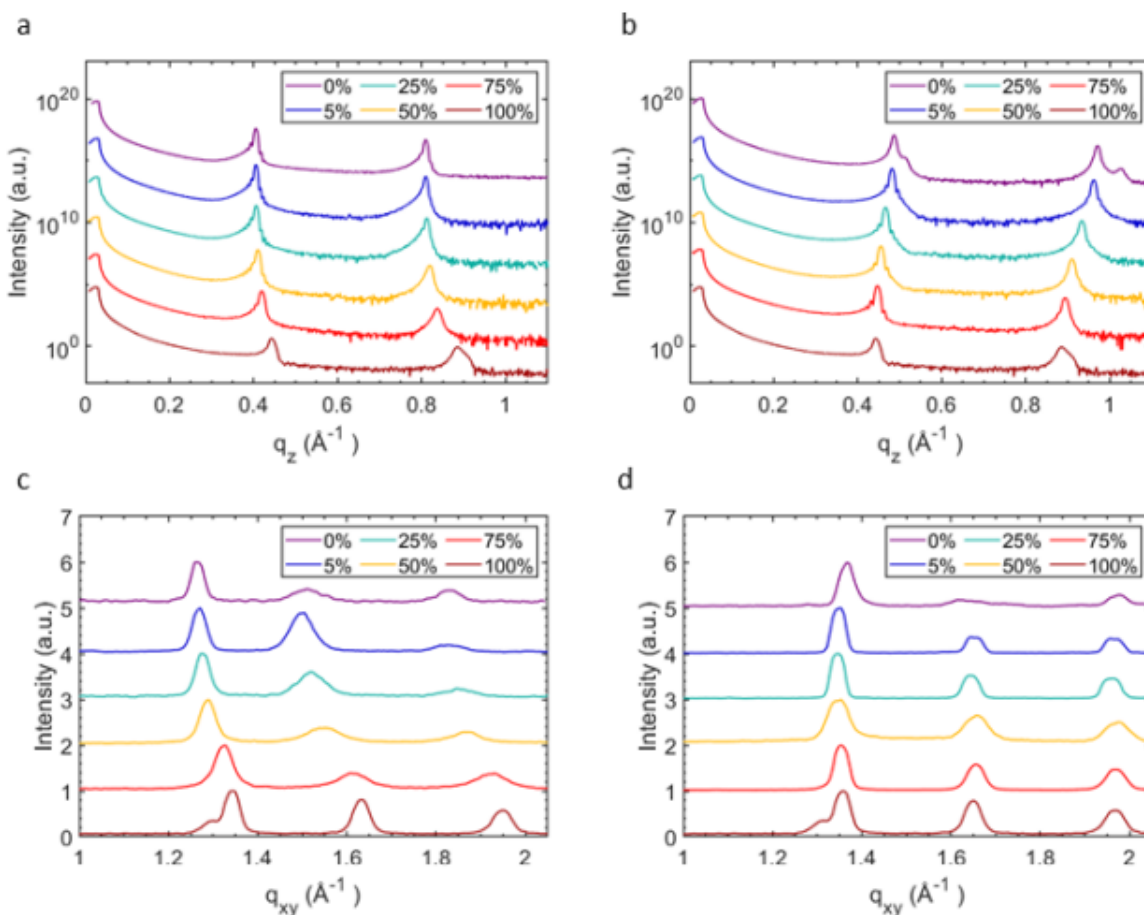 a
0% 25% 75%
5% 50% 100%
10^20
10^10
10^0
Intensity (a.u.)
0 0.2 0.4 0.6 0.8 1
q_z (Å^-1)
b
0% 25% 75%
5% 50% 100%
10^20
10^10
10^0
Intensity (a.u.)
0 0.2 0.4 0.6 0.8 1
q_z (Å^-1)
c
0% 25% 75%
5% 50% 100%
7
6
5
4
3
2
1
0
Intensity (a.u.)
1 1.2 1.4 1.6 1.8 2
q_xy (Å^-1)
d
0% 25% 75%
5% 50% 100%
7
6
5
4
3
2
1
0
Intensity (a.u.)
1 1.2 1.4 1.6 1.8 2
q_xy (Å^-1)